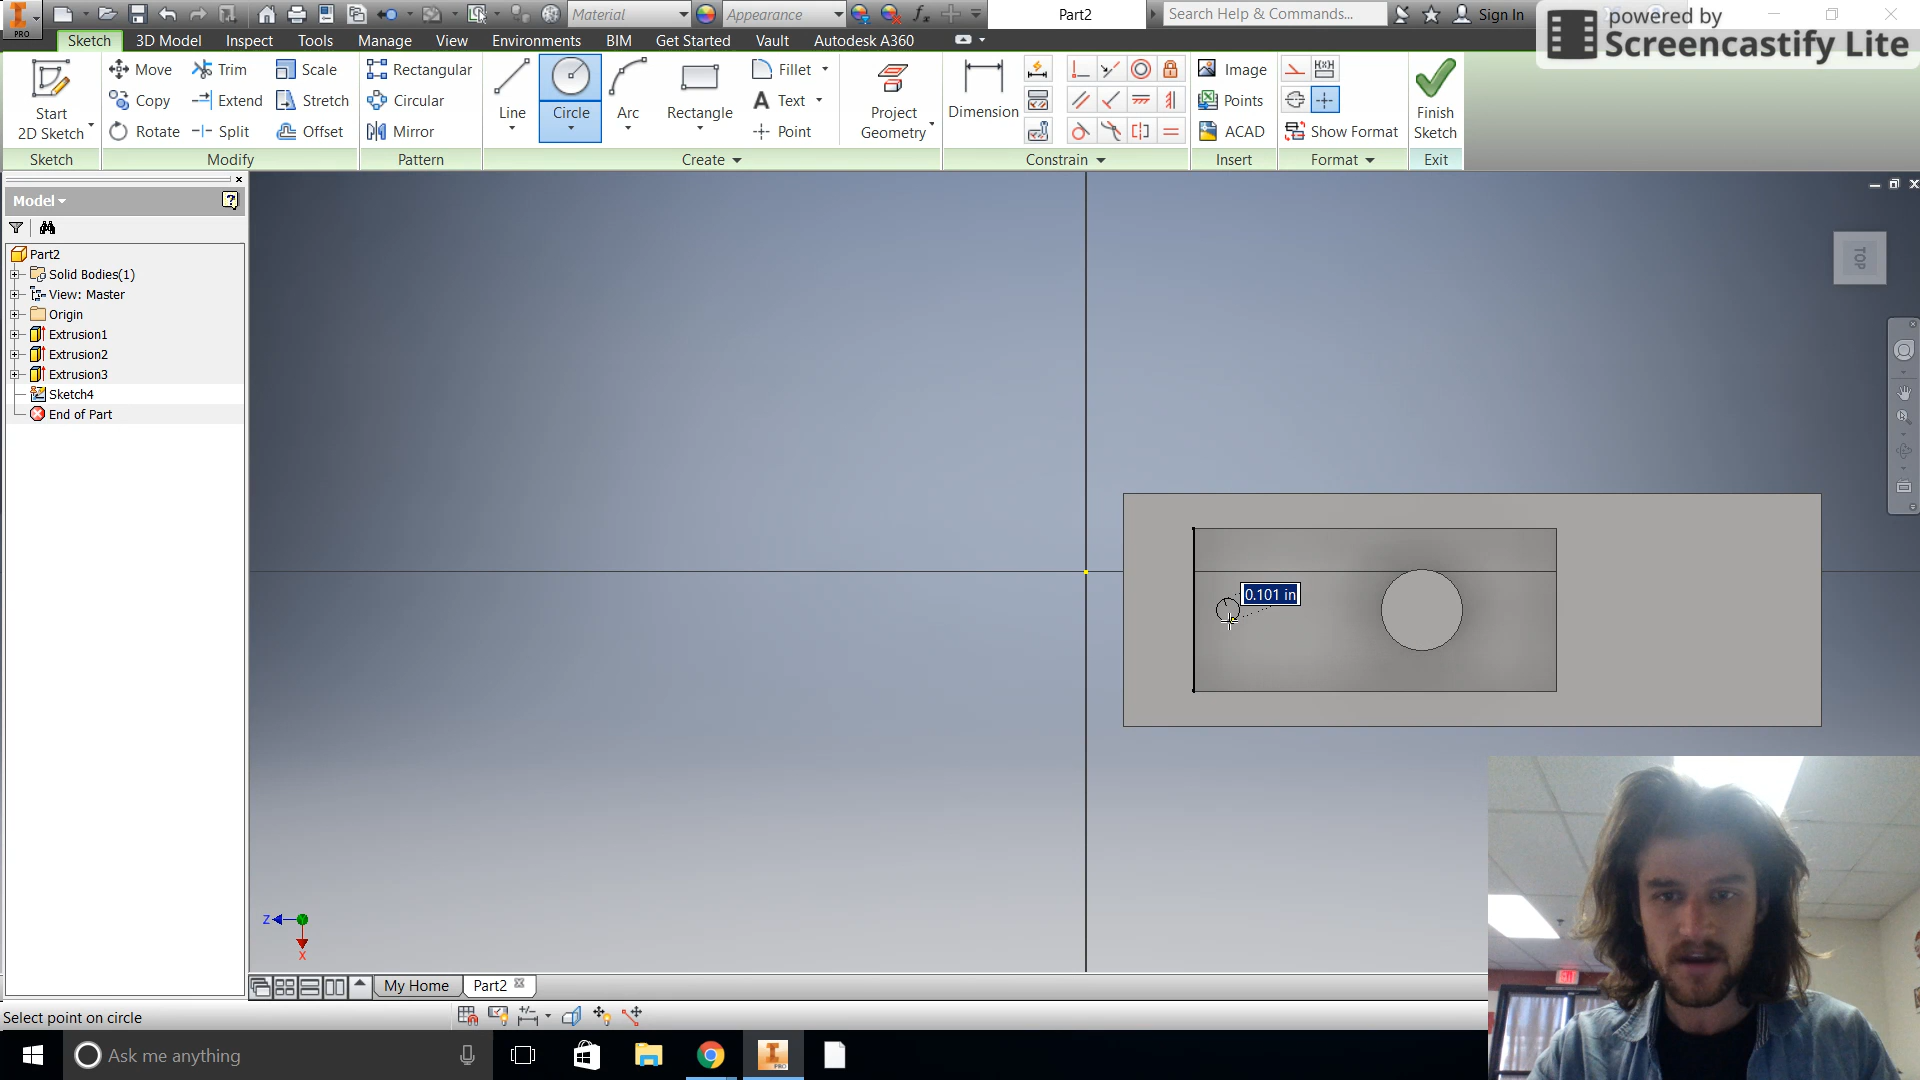 Material
Appearance
Part2
Search Help & Commands...
Sign In
powered by
Screencastify Lite
PRO
Sketch
3D Model
Inspect
Tools
Manage
View
Environments
BIM
Get Started
Vault
Autodesk A360
Start
2D Sketch
Move
Trim
Scale
Copy
Extend
Stretch
Rotate
Split
Offset
Rectangular
Circular
Mirror
Line
Circle
Arc
Rectangle
Fillet
Text
Point
Project
Geometry
Dimension
Image
Points
ACAD
Show Format
Finish
Sketch
Sketch
Modify
Pattern
Create
Constrain
Insert
Format
Exit
Model
Part2
Solid Bodies(1)
View: Master
Origin
Extrusion1
Extrusion2
Extrusion3
Sketch4
End of Part
TOP
0.101 in
Z
X
My Home
Part2
Select point on circle
Ask me anything
PRO